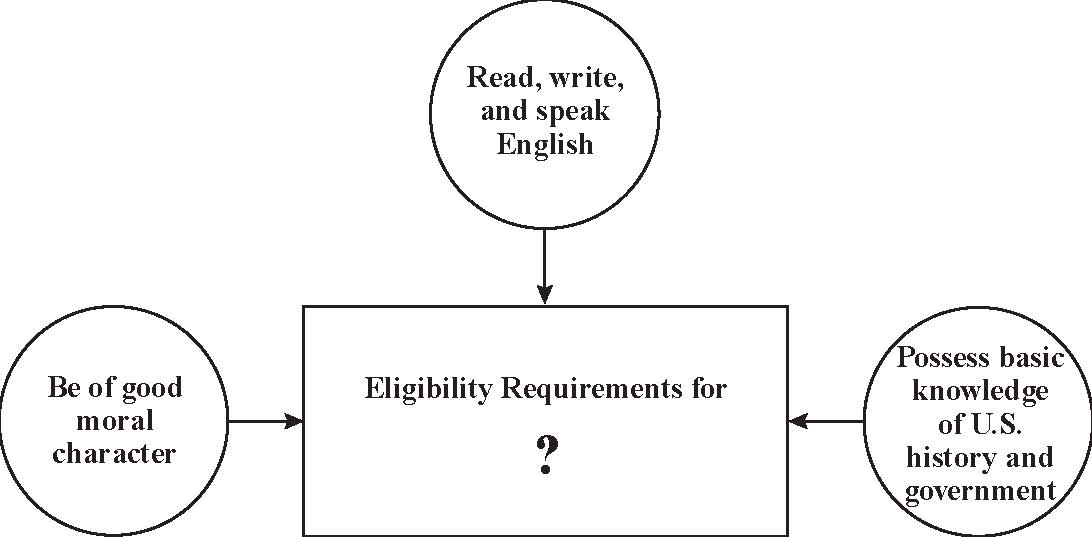 Read, write,
and speak
English
Be of good
moral
character
Eligibility Requirements for
?
Possess basic
knowledge
of U.S.
history and
government